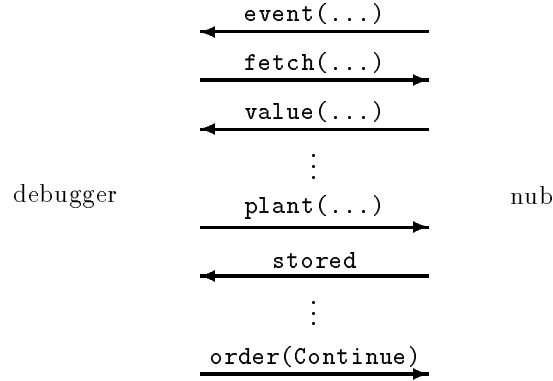 event(...)
fetch(...)
value(...)
⋮
debugger
nub
plant(...)
stored
⋮
order(Continue)